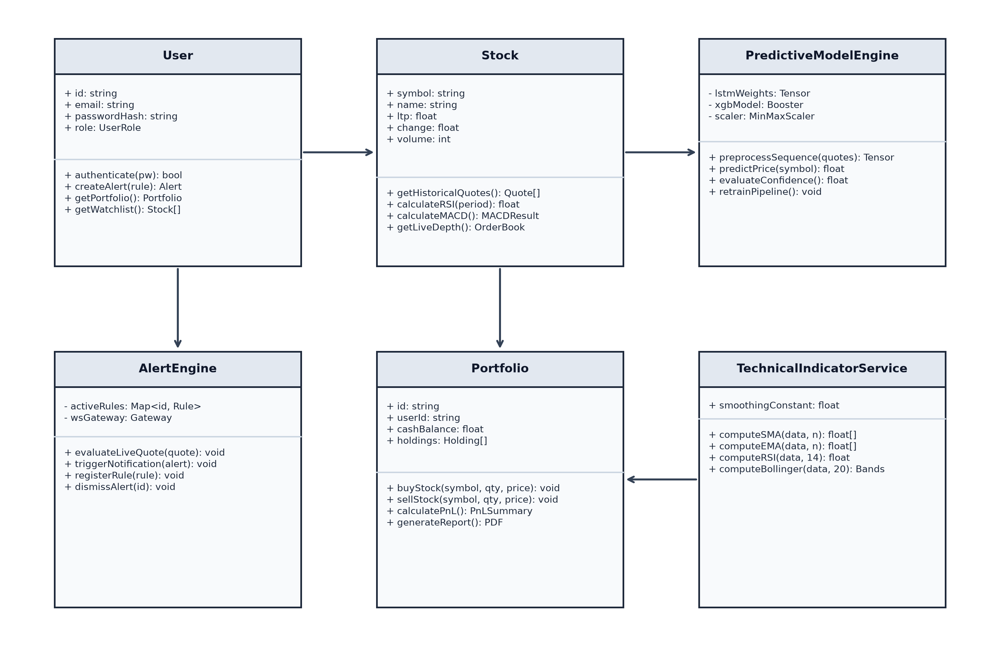 User
+ id: string
+ email: string
+ passwordHash: string
+ role: UserRole
+ authenticate(pw): bool
+ createAlert(rule): Alert
+ getPortfolio(): Portfolio
+ getWatchlist(): Stock[]
Stock
+ symbol: string
+ name: string
+ ltp: float
+ change: float
+ volume: int
+ getHistoricalQuotes(): Quote[]
+ calculateRSI(period): float
+ calculateMACD(): MACDResult
+ getLiveDepth(): OrderBook
PredictiveModelEngine
- lstmWeights: Tensor
- xgbModel: Booster
- scaler: MinMaxScaler
+ preprocessSequence(quotes): Tensor
+ predictPrice(symbol): float
+ evaluateConfidence(): float
+ retrainPipeline(): void
AlertEngine
- activeRules: Map<id, Rule>
- wsGateway: Gateway
+ evaluateLiveQuote(quote): void
+ triggerNotification(alert): void
+ registerRule(rule): void
+ dismissAlert(id): void
Portfolio
+ id: string
+ userId: string
+ cashBalance: float
+ holdings: Holding[]
+ buyStock(symbol, qty, price): void
+ sellStock(symbol, qty, price): void
+ calculatePnL(): PnLSummary
+ generateReport(): PDF
TechnicalIndicatorService
+ smoothingConstant: float
+ computeSMA(data, n): float[]
+ computeEMA(data, n): float[]
+ computeRSI(data, 14): float
+ computeBollinger(data, 20): Bands